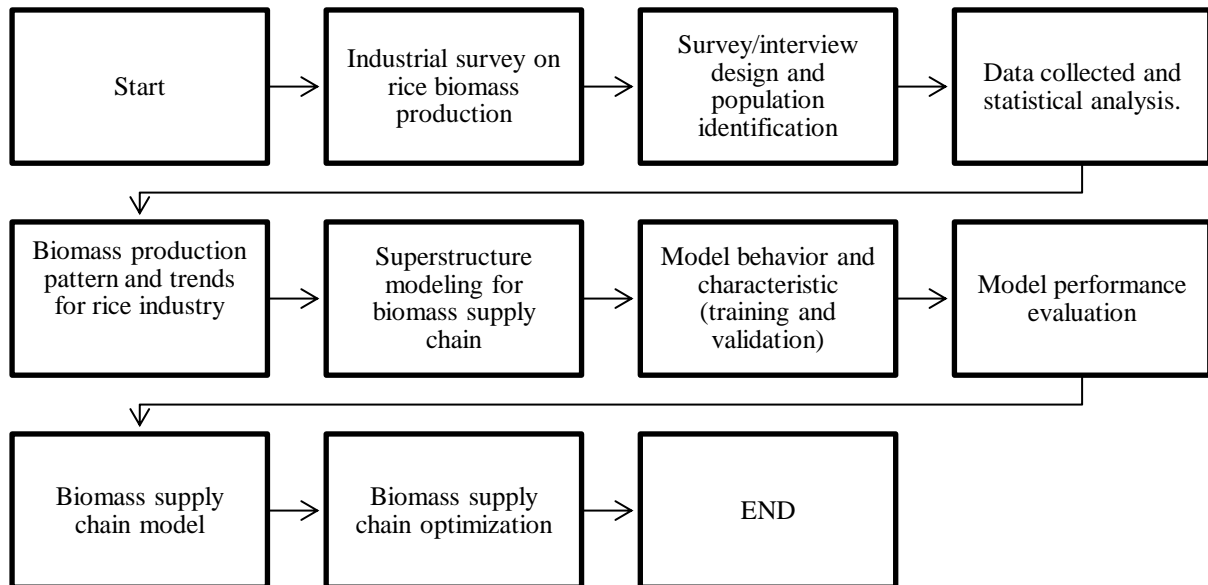 Start
Industrial survey on
rice biomass
production
Survey/interview
design and
population
identification
Data collected and
statistical analysis.
Biomass production
pattern and trends
for rice industry
Superstructure
modeling for
biomass supply
chain
Model behavior and
characteristic
(training and
validation)
Model performance
evaluation
Biomass supply
chain model
Biomass supply
chain optimization
END